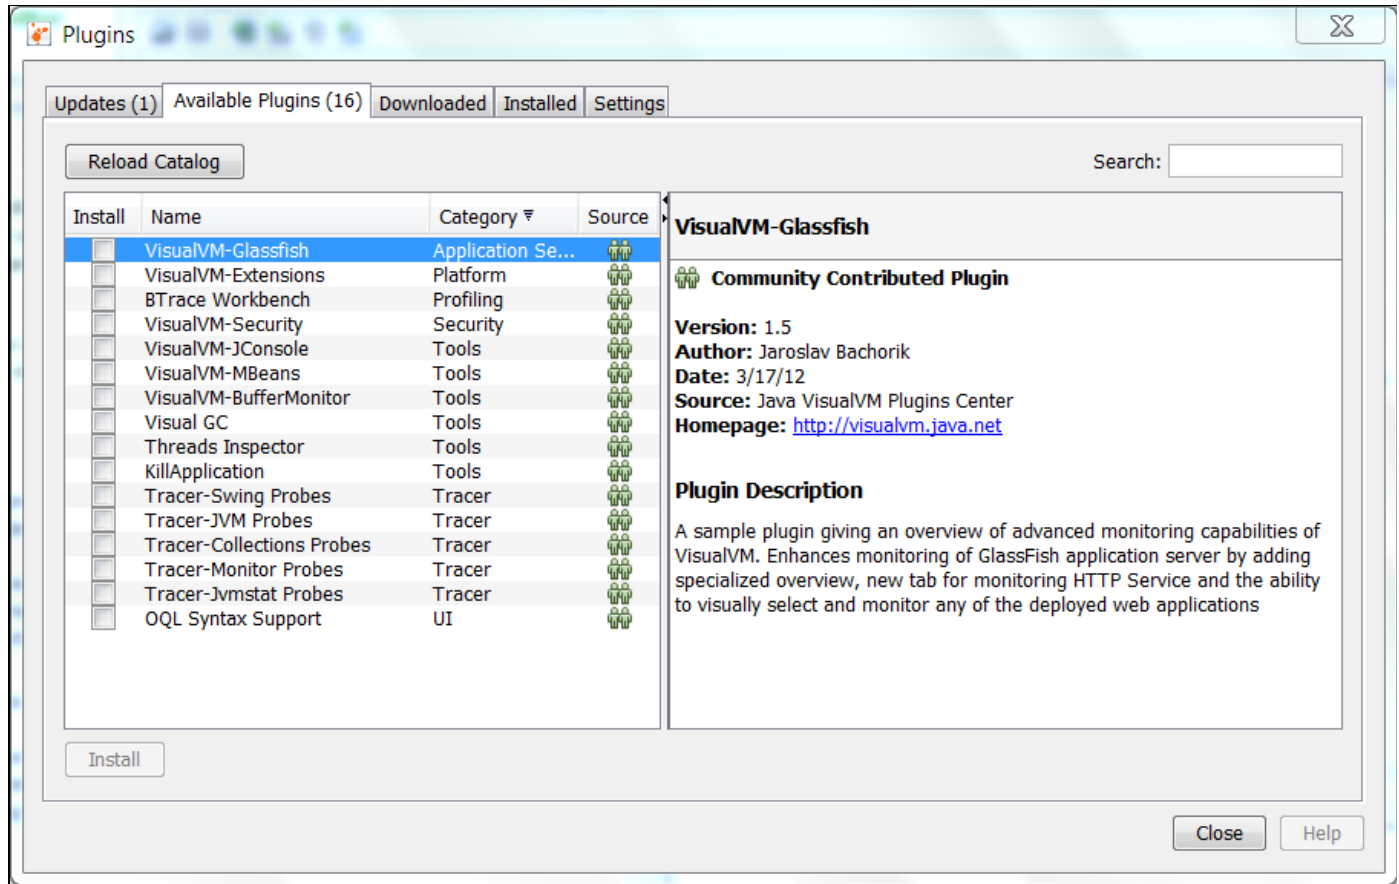 Plugins
Updates (1) Available Plugins (16) Downloaded Installed Settings
Reload Catalog Search:
Install Name Category Source
VisualVM-Glassfish Application Se...
VisualVM-Extensions Platform
BTrace Workbench Profiling
VisualVM-Security Security
VisualVM-JConsole Tools
VisualVM-MBeans Tools
VisualVM-BufferMonitor Tools
Visual GC Tools
Threads Inspector Tools
KillApplication Tools
Tracer-Swing Probes Tracer
Tracer-JVM Probes Tracer
Tracer-Collections Probes Tracer
Tracer-Monitor Probes Tracer
Tracer-Jvmstat Probes Tracer
OQL Syntax Support UI
VisualVM-Glassfish
Community Contributed Plugin
Version: 1.5
Author: Jaroslav Bachorik
Date: 3/17/12
Source: Java VisualVM Plugins Center
Homepage: http://visualvm.java.net
Plugin Description
A sample plugin giving an overview of advanced monitoring capabilities of
VisualVM. Enhances monitoring of GlassFish application server by adding
specialized overview, new tab for monitoring HTTP Service and the ability
to visually select and monitor any of the deployed web applications
Install
Close Help